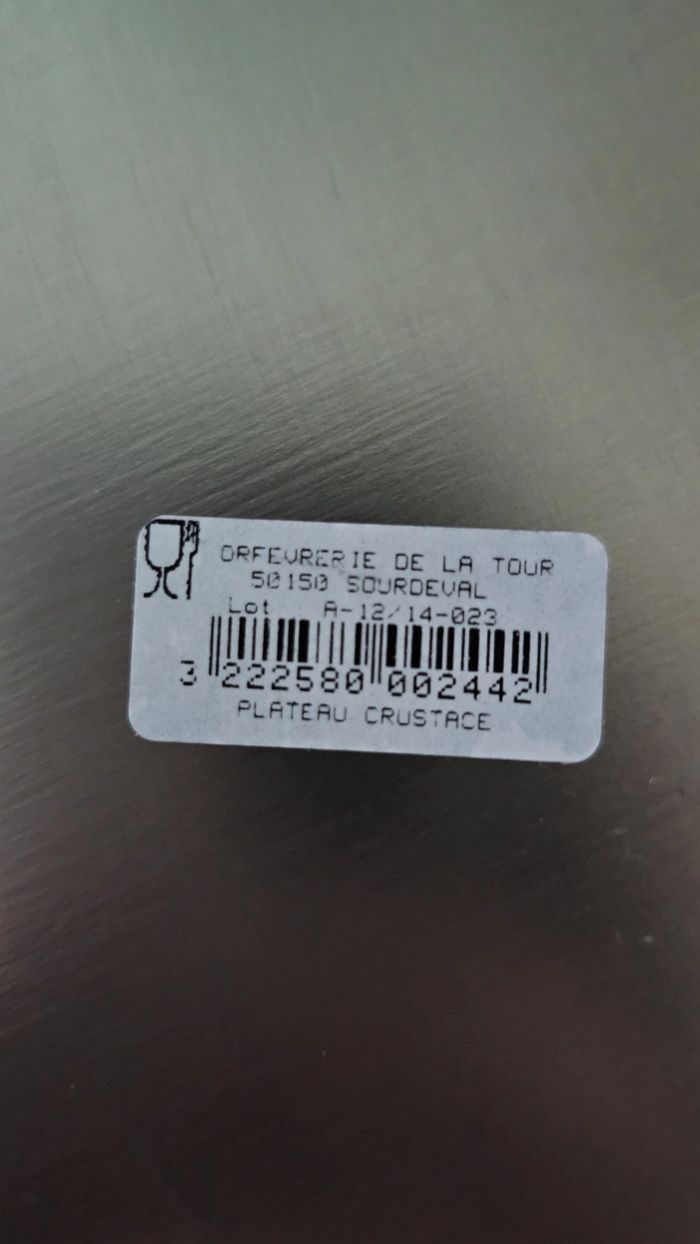 ORFEVRERIE DE LA TOUR
50150 SOURDEVAL
Lot A-12/14-023
3 222580 002442
PLATEAU CRUSTACE